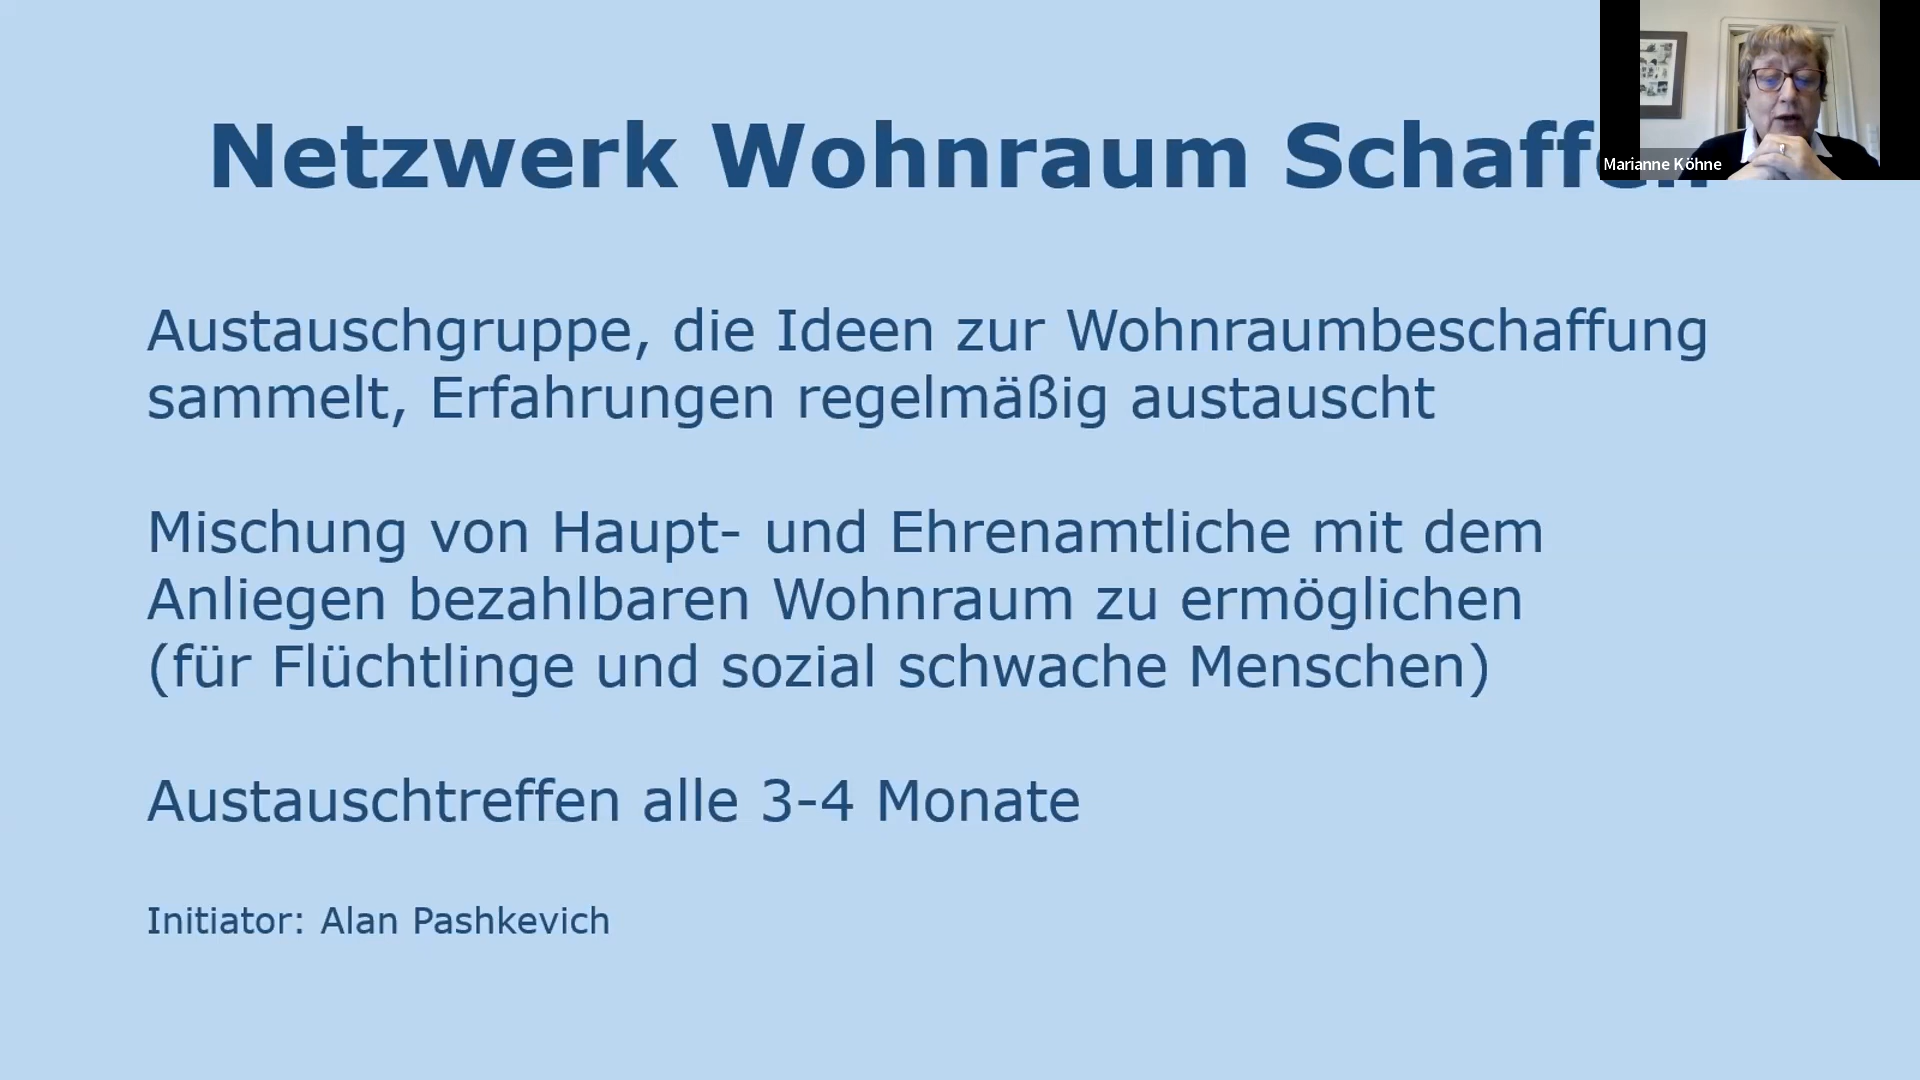 Netzwerk Wohnraum Schaffen
Marianne Köhne
Austauschgruppe, die Ideen zur Wohnraumbeschaffung
sammelt, Erfahrungen regelmäßig austauscht
Mischung von Haupt- und Ehrenamtliche mit dem
Anliegen bezahlbaren Wohnraum zu ermöglichen
(für Flüchtlinge und sozial schwache Menschen)
Austauschtreffen alle 3-4 Monate
Initiator: Alan Pashkevich